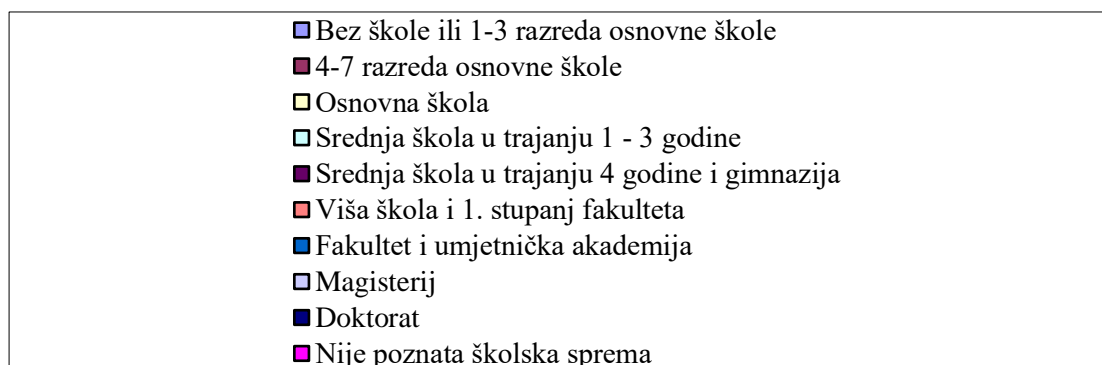 Bez škole ili 1-3 razreda osnovne škole
4-7 razreda osnovne škole
Osnovna škola
Srednja škola u trajanju 1 - 3 godine
Srednja škola u trajanju 4 godine i gimnazija
Viša škola i 1. stupanj fakulteta
Fakultet i umjetnička akademija
Magisterij
Doktorat
Nije poznata školska sprema